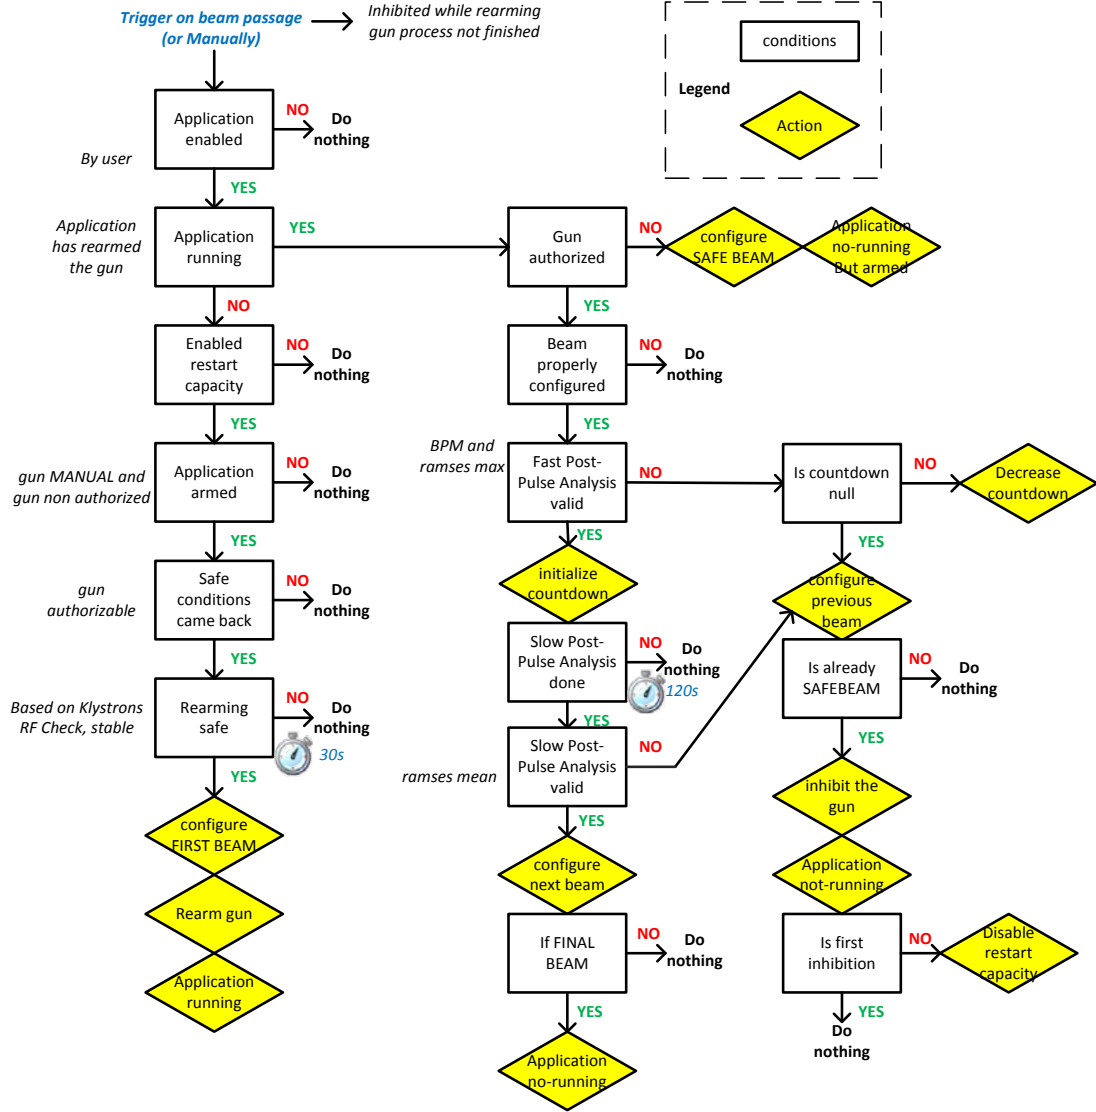 Trigger on beam passage
(or Manually)
Inhibited while rearming
gun process not finished
conditions
Legend
Action
Application
enabled
NO
Do
nothing
By user
YES
Application
has rearmed
the gun
Application
running
YES
Gun
authorized
NO
configure
SAFE BEAM
Application
no-running
But armed
NO
YES
Enabled
restart
capacity
NO
Do
nothing
Beam
properly
configured
NO
Do
nothing
YES
YES
gun MANUAL and
gun non authorized
Application
armed
NO
Do
nothing
BPM and
ramses max
Fast Post-
Pulse Analysis
valid
NO
Is countdown
null
NO
Decrease
countdown
YES
YES
YES
gun
authorizable
Safe
conditions
came back
NO
Do
nothing
initialize
countdown
configure
previous
beam
YES
Slow Post-
Pulse Analysis
done
NO
Do
nothing
120s
Is already
SAFEBEAM
NO
Do
nothing
Based on Klystrons
RF Check, stable
Rearming
safe
NO
Do
nothing
30s
YES
YES
ramses mean
Slow Post-
Pulse Analysis
valid
NO
YES
inhibit the
gun
configure
FIRST BEAM
YES
configure
next beam
Application
not-running
Rearm gun
If FINAL
BEAM
NO
Do
nothing
Is first
inhibition
NO
Disable
restart
capacity
Application
running
YES
YES
Do
nothing
Application
no-running